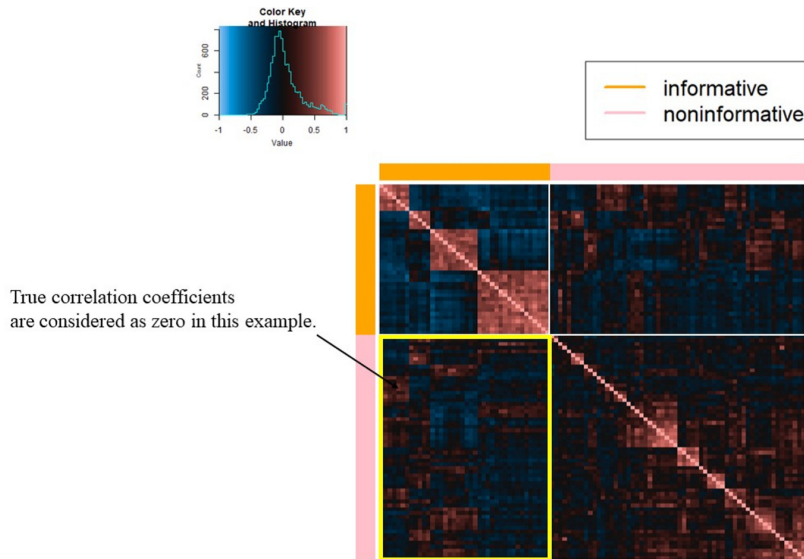 Color Key
and Histogram
Count
0
200
600
-1
-0.5
0
0.5
1
Value
informative
noninformative
True correlation coefficients
are considered as zero in this example.